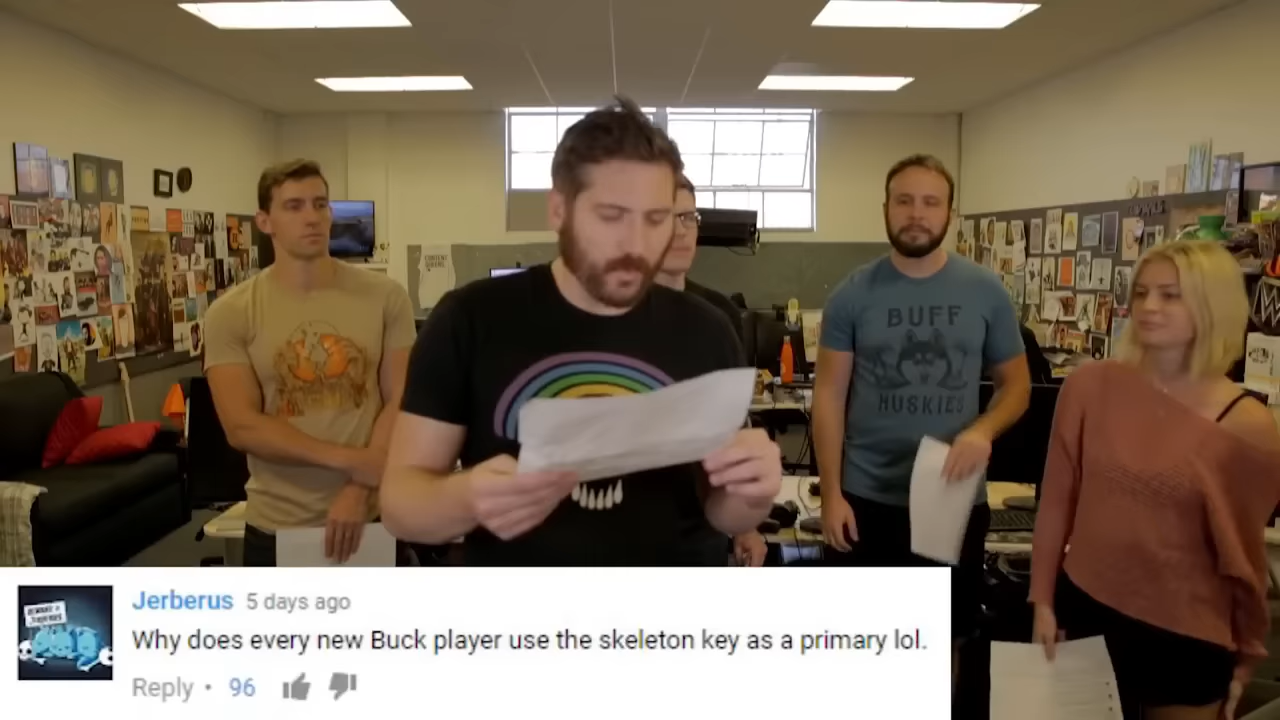 BUFF
HUSKIES
Jerberus 5 days ago
Why does every new Buck player use the skeleton key as a primary lol.
Reply • 96